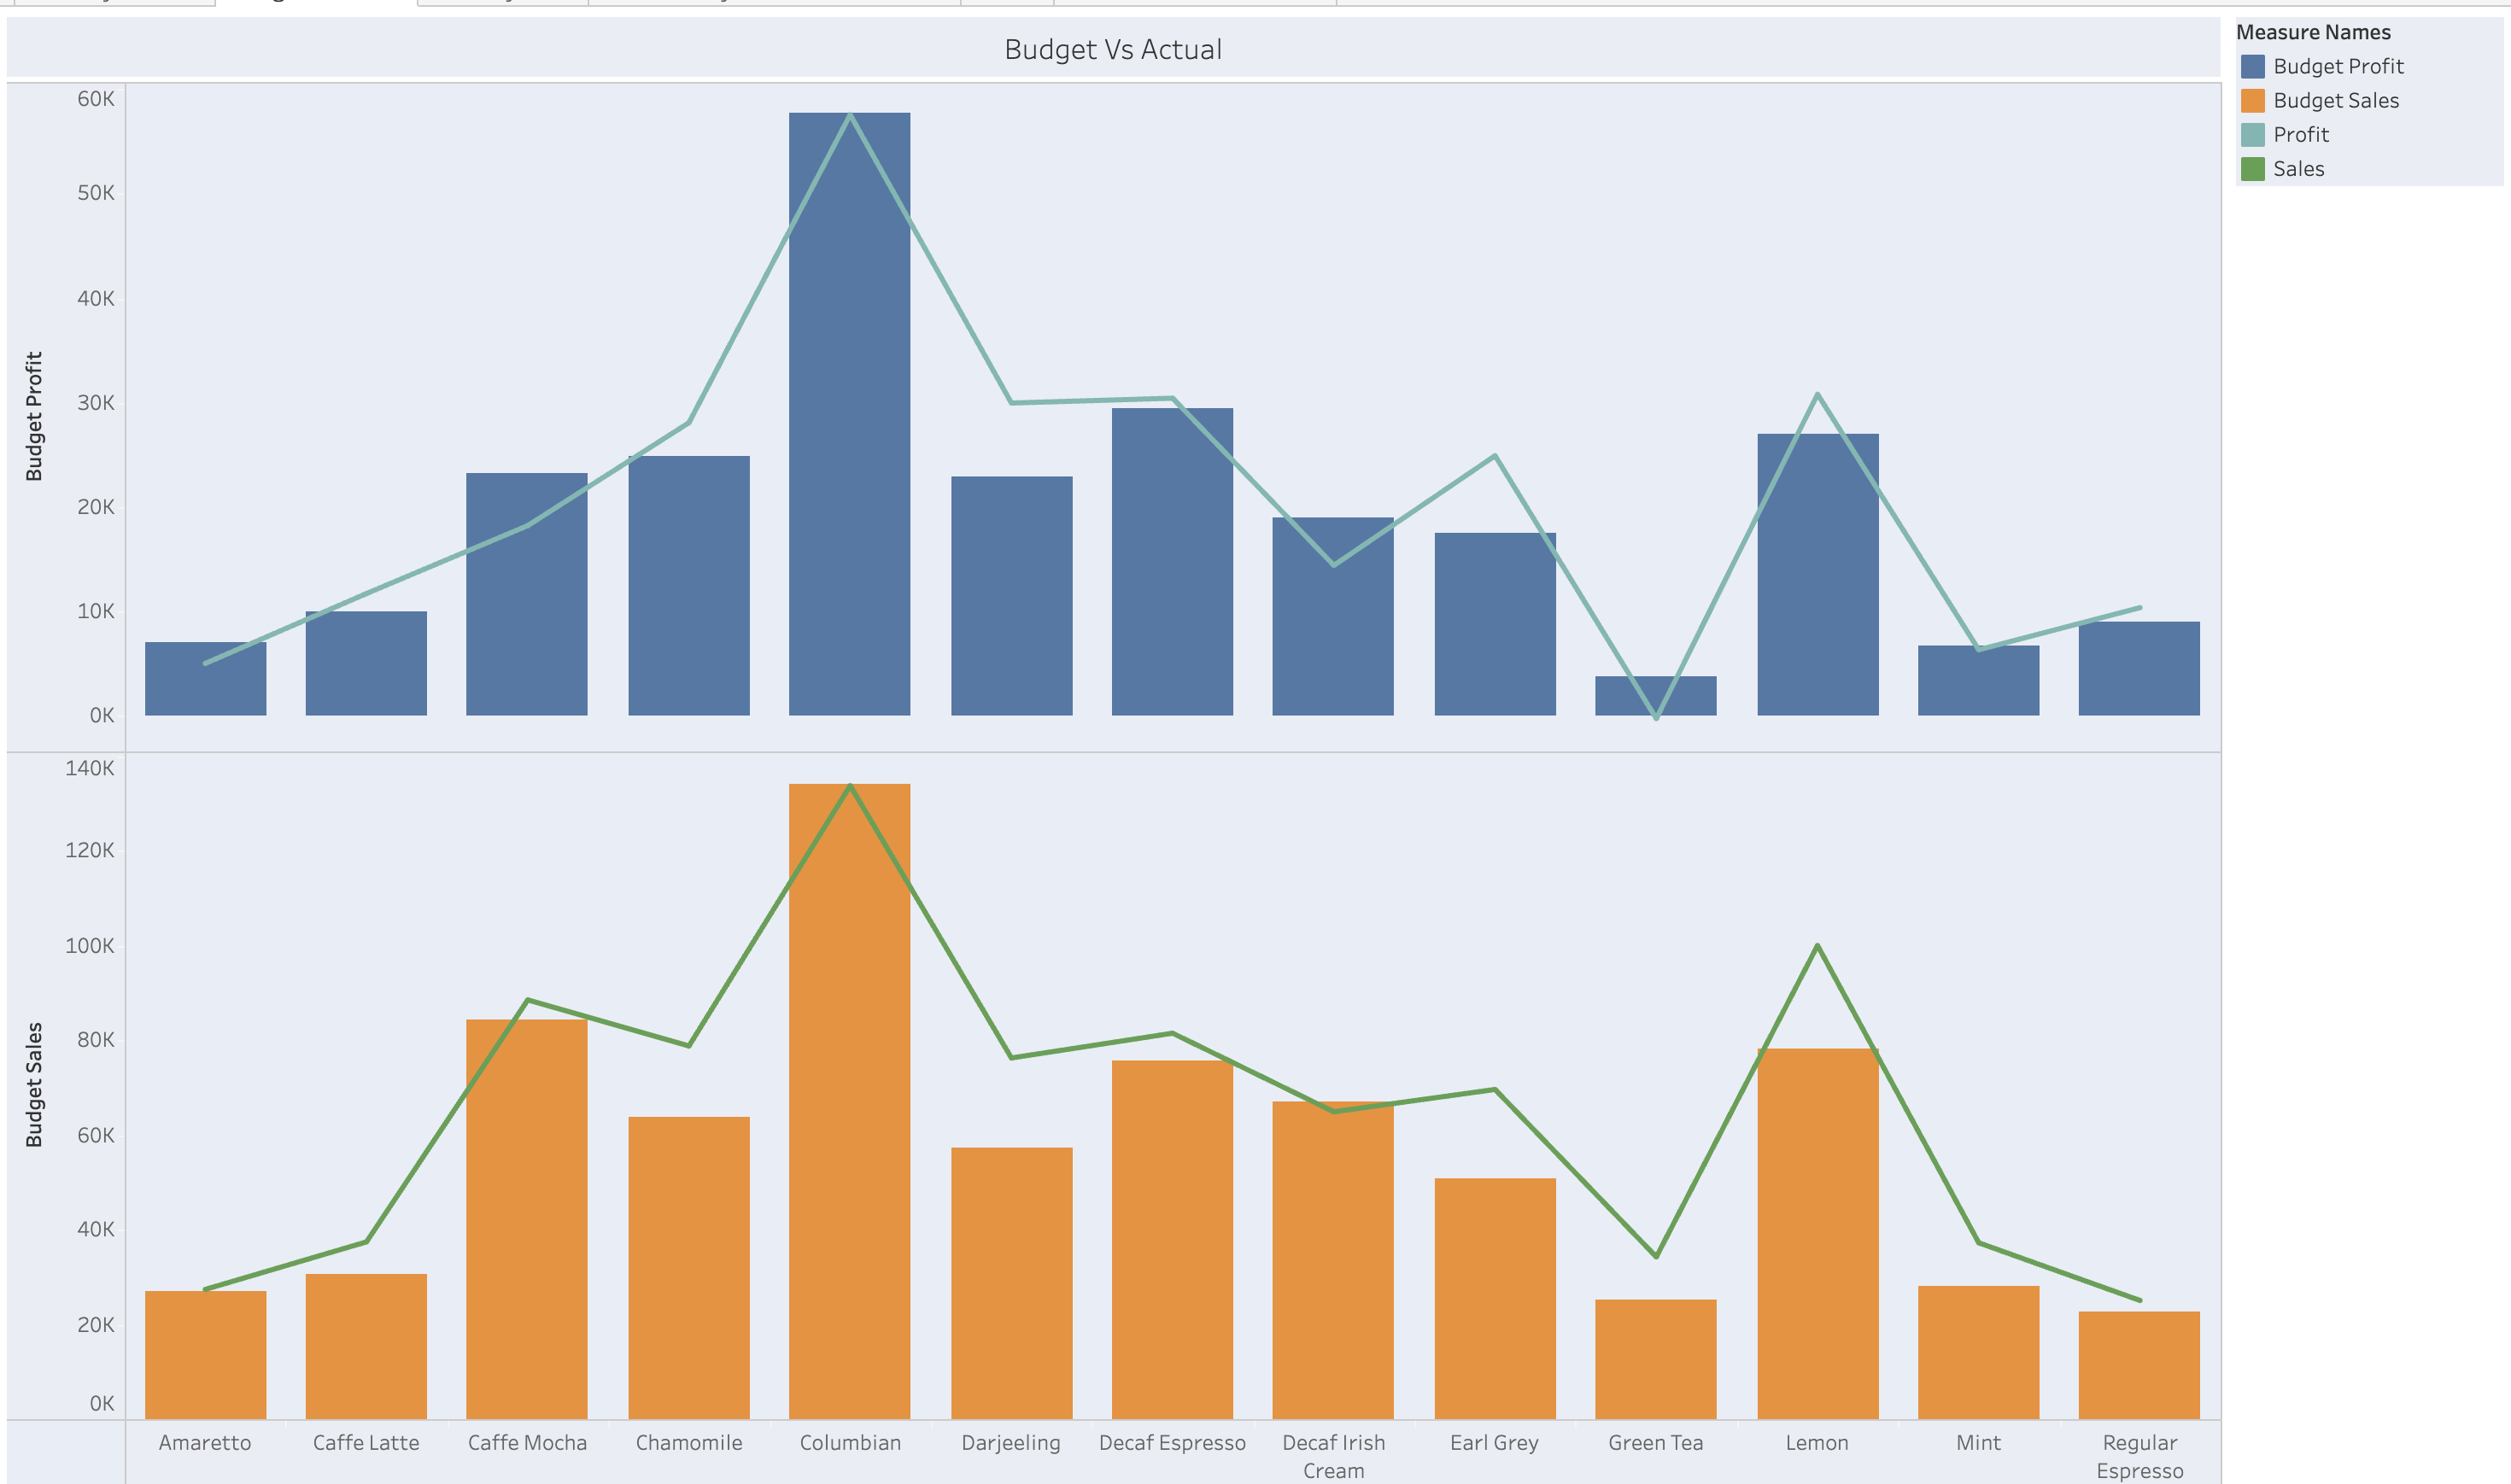 Budget Vs Actual
Measure Names
Budget Profit
Budget Sales
Profit
Sales
Budget Profit
60K
50K
40K
30K
20K
10K
0K
Budget Sales
140K
120K
100K
80K
60K
40K
20K
0K
Amaretto
Caffe Latte
Caffe Mocha
Chamomile
Columbian
Darjeeling
Decaf Espresso
Decaf Irish
Cream
Earl Grey
Green Tea
Lemon
Mint
Regular
Espresso